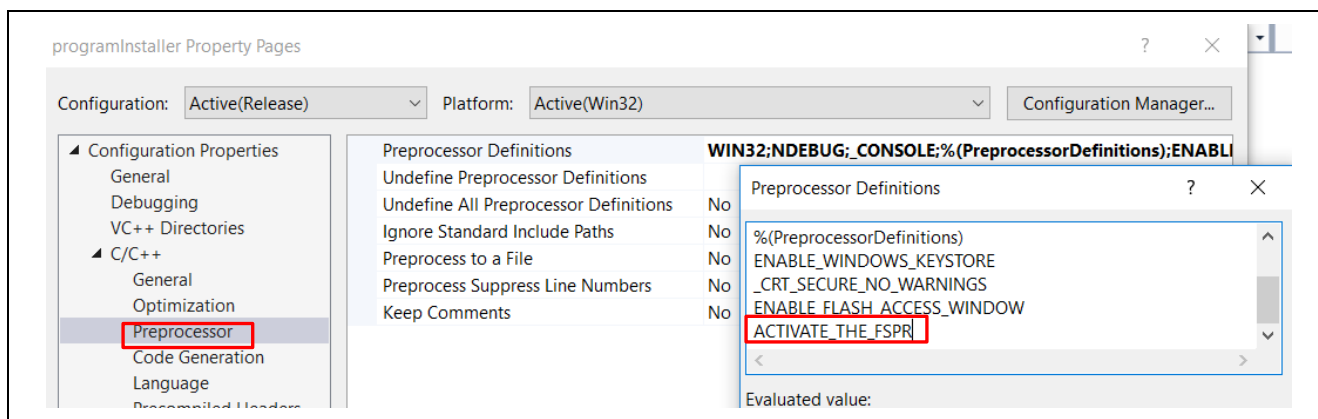 programInstaller Property Pages ? ×
Configuration: Active(Release) Platform: Active(Win32) Configuration Manager...
Configuration Properties
General
Debugging
VC++ Directories
C/C++
General
Optimization
Preprocessor
Code Generation
Language
Precompiled Headers
Preprocessor Definitions WIN32;NDEBUG;_CONSOLE;%(PreprocessorDefinitions);ENABL
Undefine Preprocessor Definitions
Undefine All Preprocessor Definitions No
Ignore Standard Include Paths No
Preprocess to a File No
Preprocess Suppress Line Numbers No
Keep Comments No
Preprocessor Definitions ? ×
%(PreprocessorDefinitions)
ENABLE_WINDOWS_KEYSTORE
_CRT_SECURE_NO_WARNINGS
ENABLE_FLASH_ACCESS_WINDOW
ACTIVATE_THE_FSPR
Evaluated value: